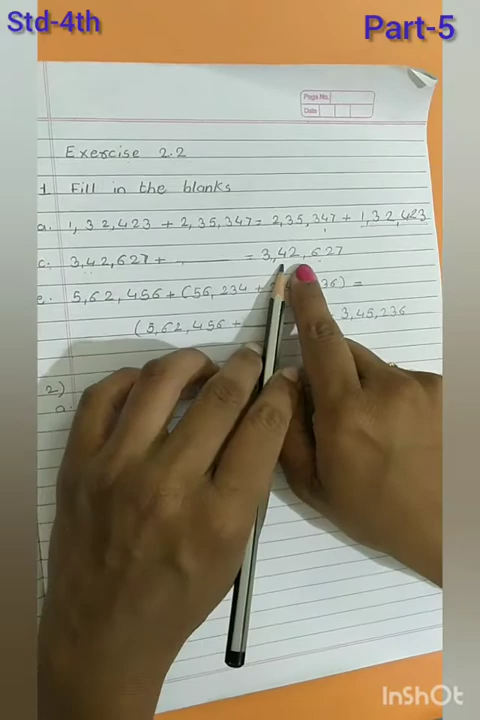 Std-4th
Part-5
Page No.
Date
Exercise 2.2
1 Fill in the blanks
a. 1,32,423 + 2,35,347 = 2,35,347 + 1,32,423
c. 3,42,627 + ________ = 3,42,627
e. 5,62,456 + (56,234 + 36) =
(5,62,456 + 3,45,236
2)
a.
InShOt